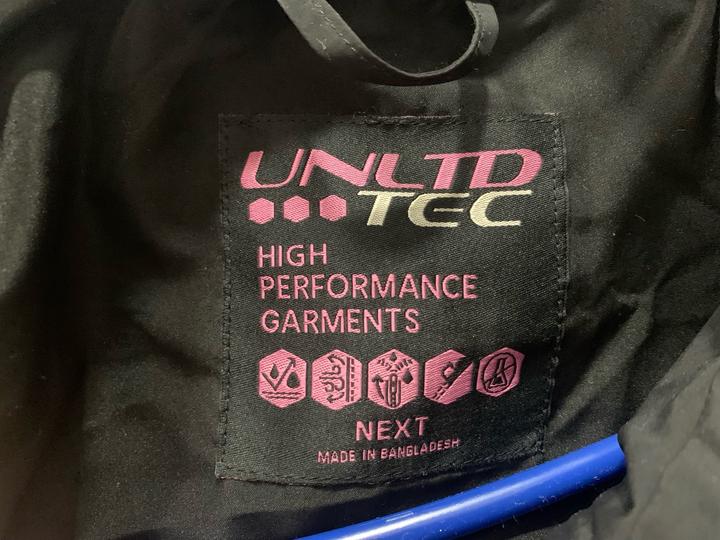 UNLTD
TEC
HIGH
PERFORMANCE
GARMENTS
NEXT
MADE IN BANGLADESH